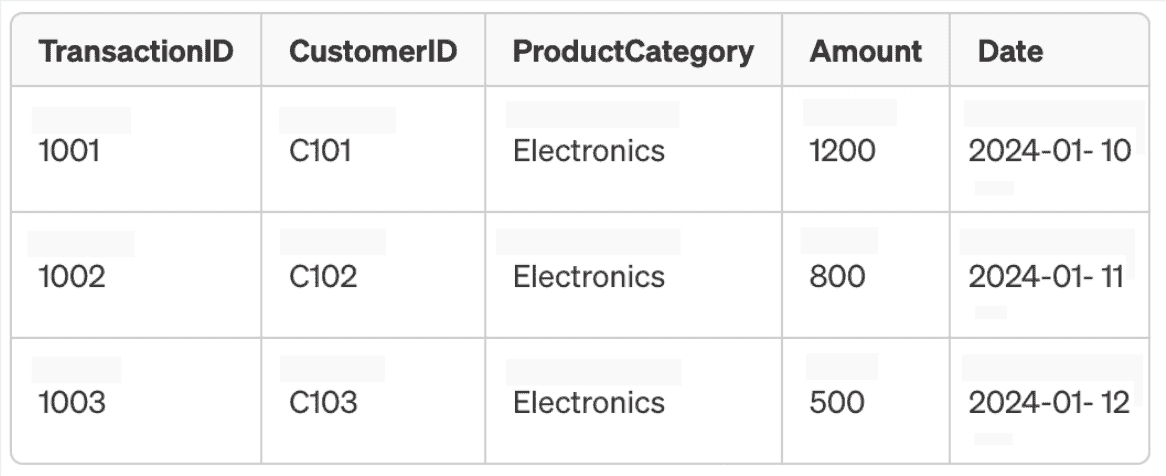 TransactionID CustomerID ProductCategory Amount Date
1001 C101 Electronics 1200 2024-01- 10
1002 C102 Electronics 800 2024-01- 11
1003 C103 Electronics 500 2024-01- 12